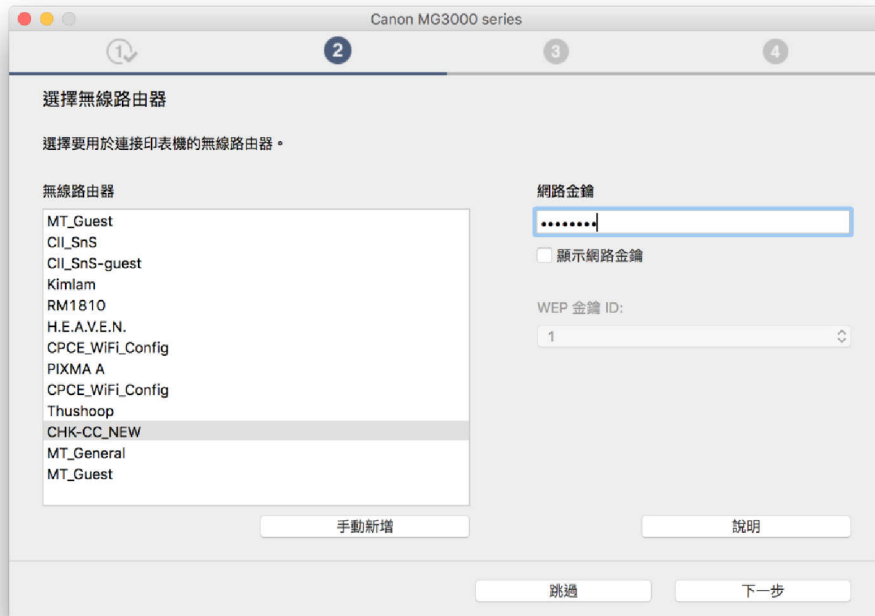 Canon MG3000 series
1
2
3
4
選擇無線路由器
選擇要用於連接印表機的無線路由器。
無線路由器
MT_Guest
CII_SnS
CII_SnS-guest
Kimlam
RM1810
H.E.A.V.E.N.
CPCE_WiFi_Config
PIXMA A
CPCE_WiFi_Config
Thushoop
CHK-CC_NEW
MT_General
MT_Guest
手動新增
網路金鑰
••••••••
顯示網路金鑰
WEP 金鑰 ID:
1
說明
跳過
下一步